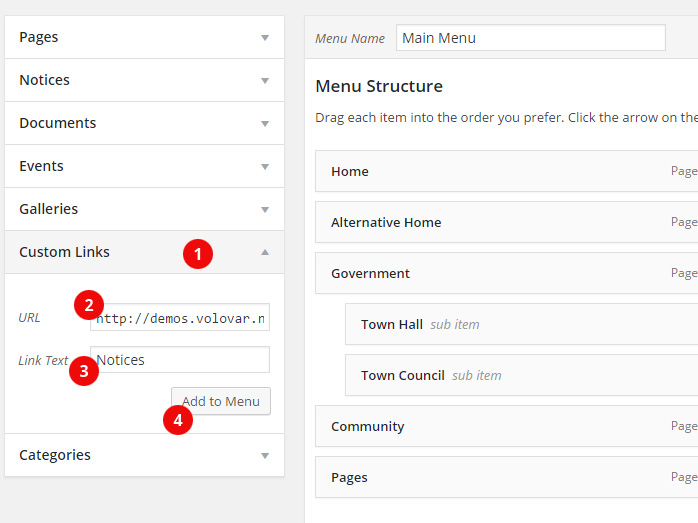 Pages
Notices
Documents
Events
Galleries
Custom Links 1
2
URL http://demos.volovar.n
Link Text Notices
3
Add to Menu
4
Categories
Menu Name Main Menu
Menu Structure
Drag each item into the order you prefer. Click the arrow on the
Home Page
Alternative Home Page
Government Page
Town Hall sub item
Town Council sub item
Community Page
Pages Page